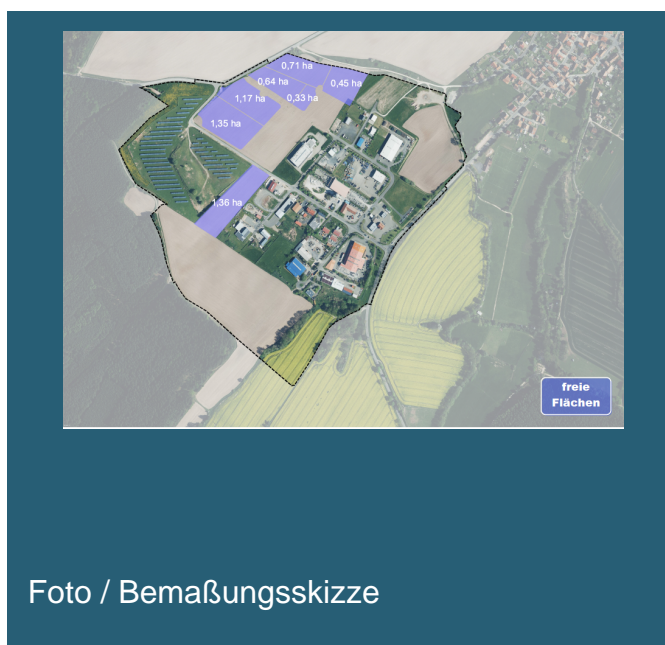 0,71 ha
0,64 ha
0,45 ha
1,17 ha
0,33 ha
1,35 ha
1,36 ha
freie
Flächen
Foto / Bemaßungsskizze